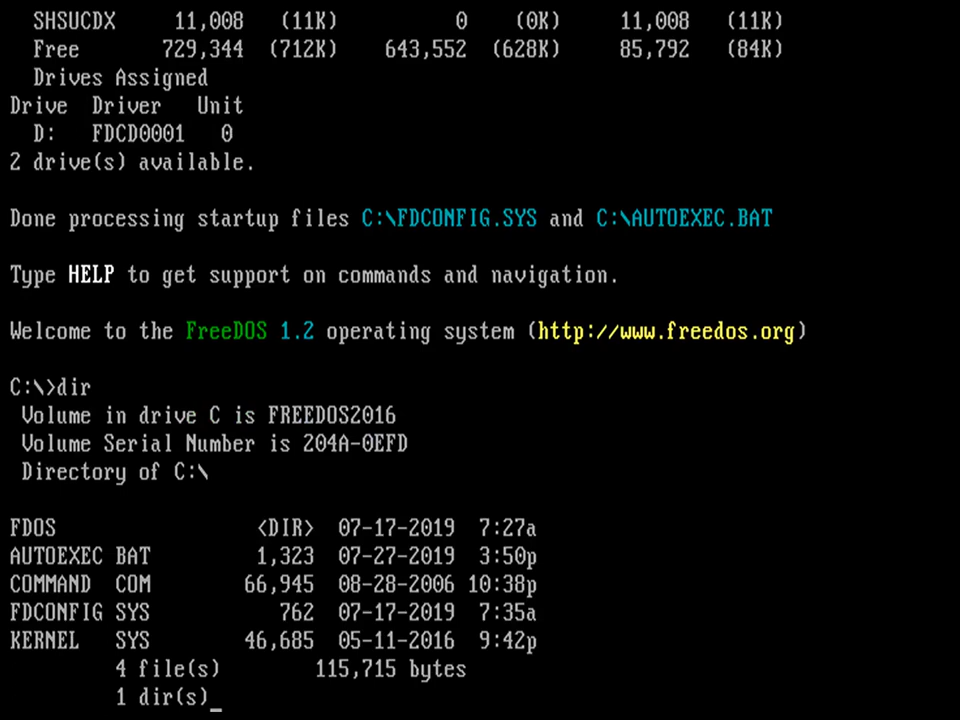 SHSUCDX 11,008 (11K) 0 (0K) 11,008 (11K)
Free 729,344 (712K) 643,552 (628K) 85,792 (84K)
Drives Assigned
Drive Driver Unit
D: FDCD0001 0
2 drive(s) available.
Done processing startup files C:\FDCONFIG.SYS and C:\AUTOEXEC.BAT
Type HELP to get support on commands and navigation.
Welcome to the FreeDOS 1.2 operating system (http://www.freedos.org)
C:\>dir
Volume in drive C is FREEDOS2016
Volume Serial Number is 204A-0EFD
Directory of C:\
FDOS <DIR> 07-17-2019 7:27a
AUTOEXEC BAT 1,323 07-27-2019 3:50p
COMMAND COM 66,945 08-28-2006 10:38p
FDCONFIG SYS 762 07-17-2019 7:35a
KERNEL SYS 46,685 05-11-2016 9:42p
4 file(s) 115,715 bytes
1 dir(s)_